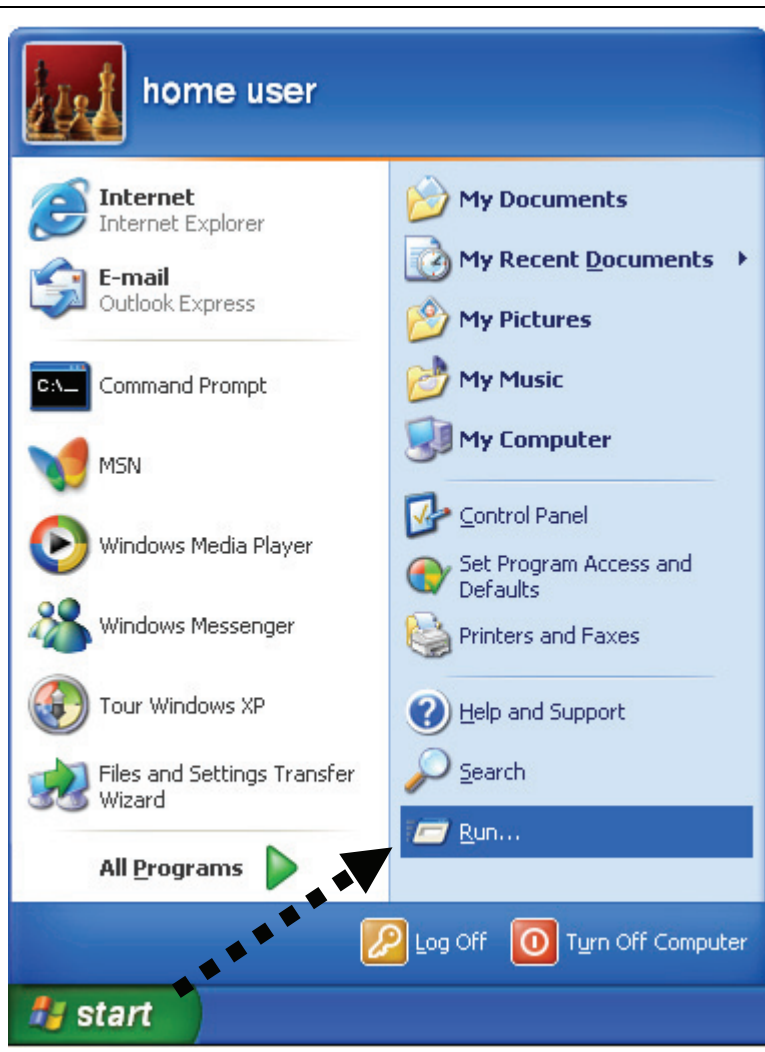 home user
Internet
Internet Explorer
E-mail
Outlook Express
C:\_
Command Prompt
MSN
Windows Media Player
Windows Messenger
Tour Windows XP
Files and Settings Transfer
Wizard
All Programs
My Documents
My Recent Documents
My Pictures
My Music
My Computer
Control Panel
Set Program Access and
Defaults
Printers and Faxes
Help and Support
Search
Run...
Log Off
Turn Off Computer
start